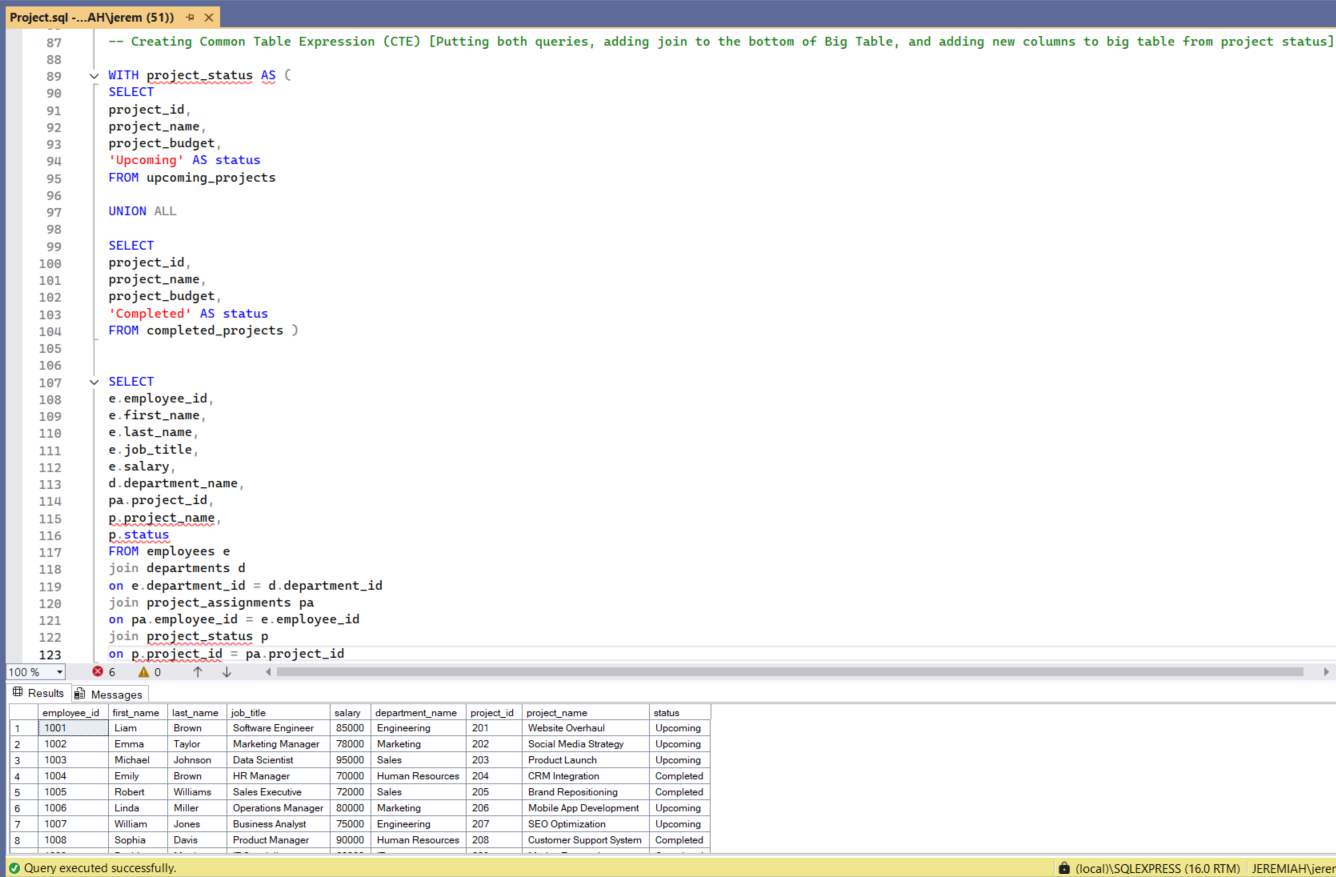 Project.sql -...AH\jerem (51))
87 -- Creating Common Table Expression (CTE) [Putting both queries, adding join to the bottom of Big Table, and adding new columns to big table from project status]
88
89 WITH project_status AS (
90 SELECT
91 project_id,
92 project_name,
93 project_budget,
94 'Upcoming' AS status
95 FROM upcoming_projects
96
97 UNION ALL
98
99 SELECT
100 project_id,
101 project_name,
102 project_budget,
103 'Completed' AS status
104 FROM completed_projects )
105
106
107 SELECT
108 e.employee_id,
109 e.first_name,
110 e.last_name,
111 e.job_title,
112 e.salary,
113 d.department_name,
114 pa.project_id,
115 p.project_name,
116 p.status
117 FROM employees e
118 join departments d
119 on e.department_id = d.department_id
120 join project_assignments pa
121 on pa.employee_id = e.employee_id
122 join project_status p
123 on p.project_id = pa.project_id
100 % 6 0
Results Messages
employee_id first_name last_name job_title salary department_name project_id project_name status
1 1001 Liam Brown Software Engineer 85000 Engineering 201 Website Overhaul Upcoming
2 1002 Emma Taylor Marketing Manager 78000 Marketing 202 Social Media Strategy Upcoming
3 1003 Michael Johnson Data Scientist 95000 Sales 203 Product Launch Upcoming
4 1004 Emily Brown HR Manager 70000 Human Resources 204 CRM Integration Completed
5 1005 Robert Williams Sales Executive 72000 Sales 205 Brand Repositioning Completed
6 1006 Linda Miller Operations Manager 80000 Marketing 206 Mobile App Development Upcoming
7 1007 William Jones Business Analyst 75000 Engineering 207 SEO Optimization Upcoming
8 1008 Sophia Davis Product Manager 90000 Human Resources 208 Customer Support System Completed
Query executed successfully. (local)\SQLEXPRESS (16.0 RTM) JEREMIAH\jerer